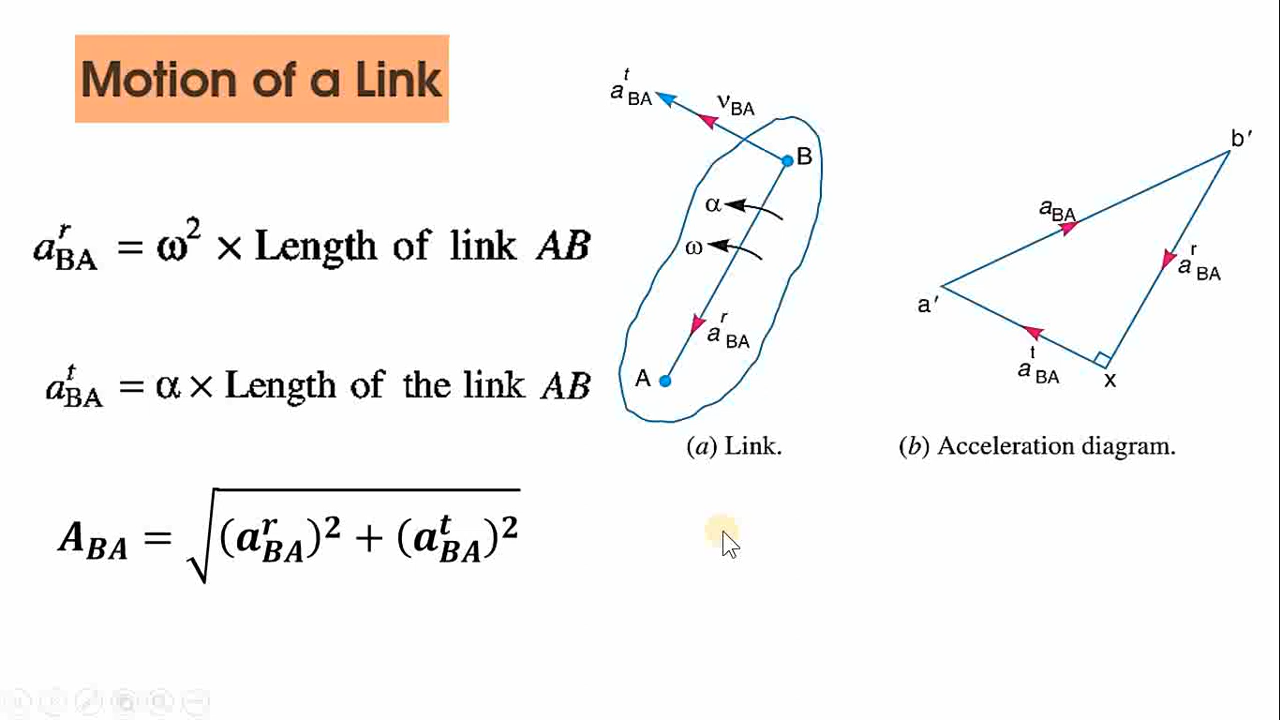 Motion of a Link
a^r_BA = ω² × Length of link AB
a^t_BA = α × Length of the link AB
A_BA = √(a^r_BA)² + (a^t_BA)²
a^t_BA
v_BA
B
α
ω
a^r_BA
A
(a) Link.
b′
a_BA
a^r_BA
a′
a^t_BA
x
(b) Acceleration diagram.